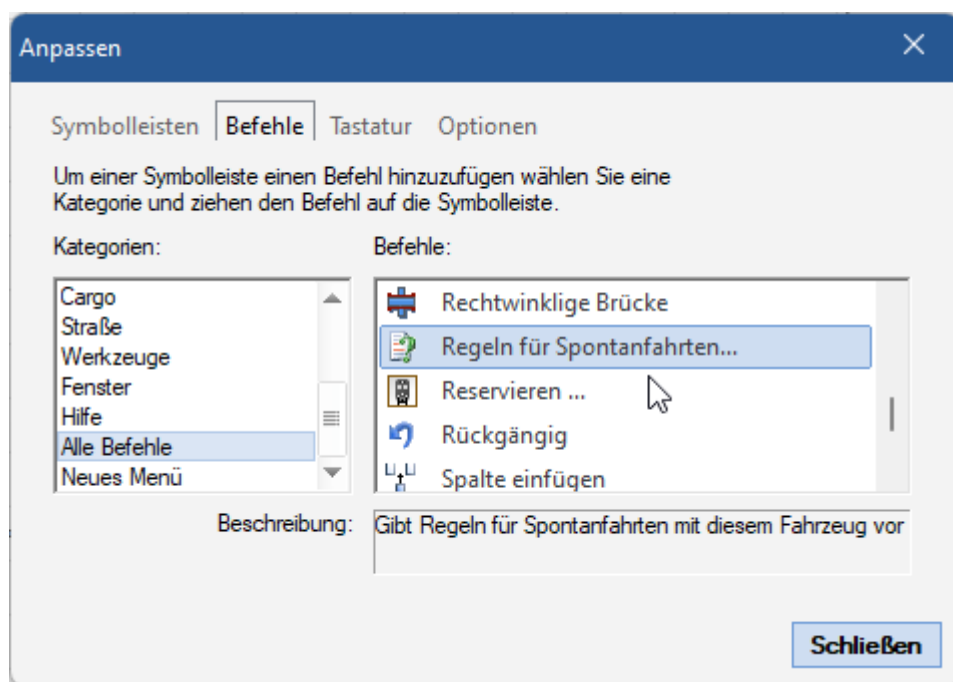 Anpassen
Symbolleisten Befehle Tastatur Optionen
Um einer Symbolleiste einen Befehl hinzuzufügen wählen Sie eine
Kategorie und ziehen den Befehl auf die Symbolleiste.
Kategorien:
Cargo
Straße
Werkzeuge
Fenster
Hilfe
Alle Befehle
Neues Menü
Befehle:
Rechtwinklige Brücke
Regeln für Spontanfahrten...
Reservieren ...
Rückgängig
Spalte einfügen
Beschreibung: Gibt Regeln für Spontanfahrten mit diesem Fahrzeug vor
Schließen